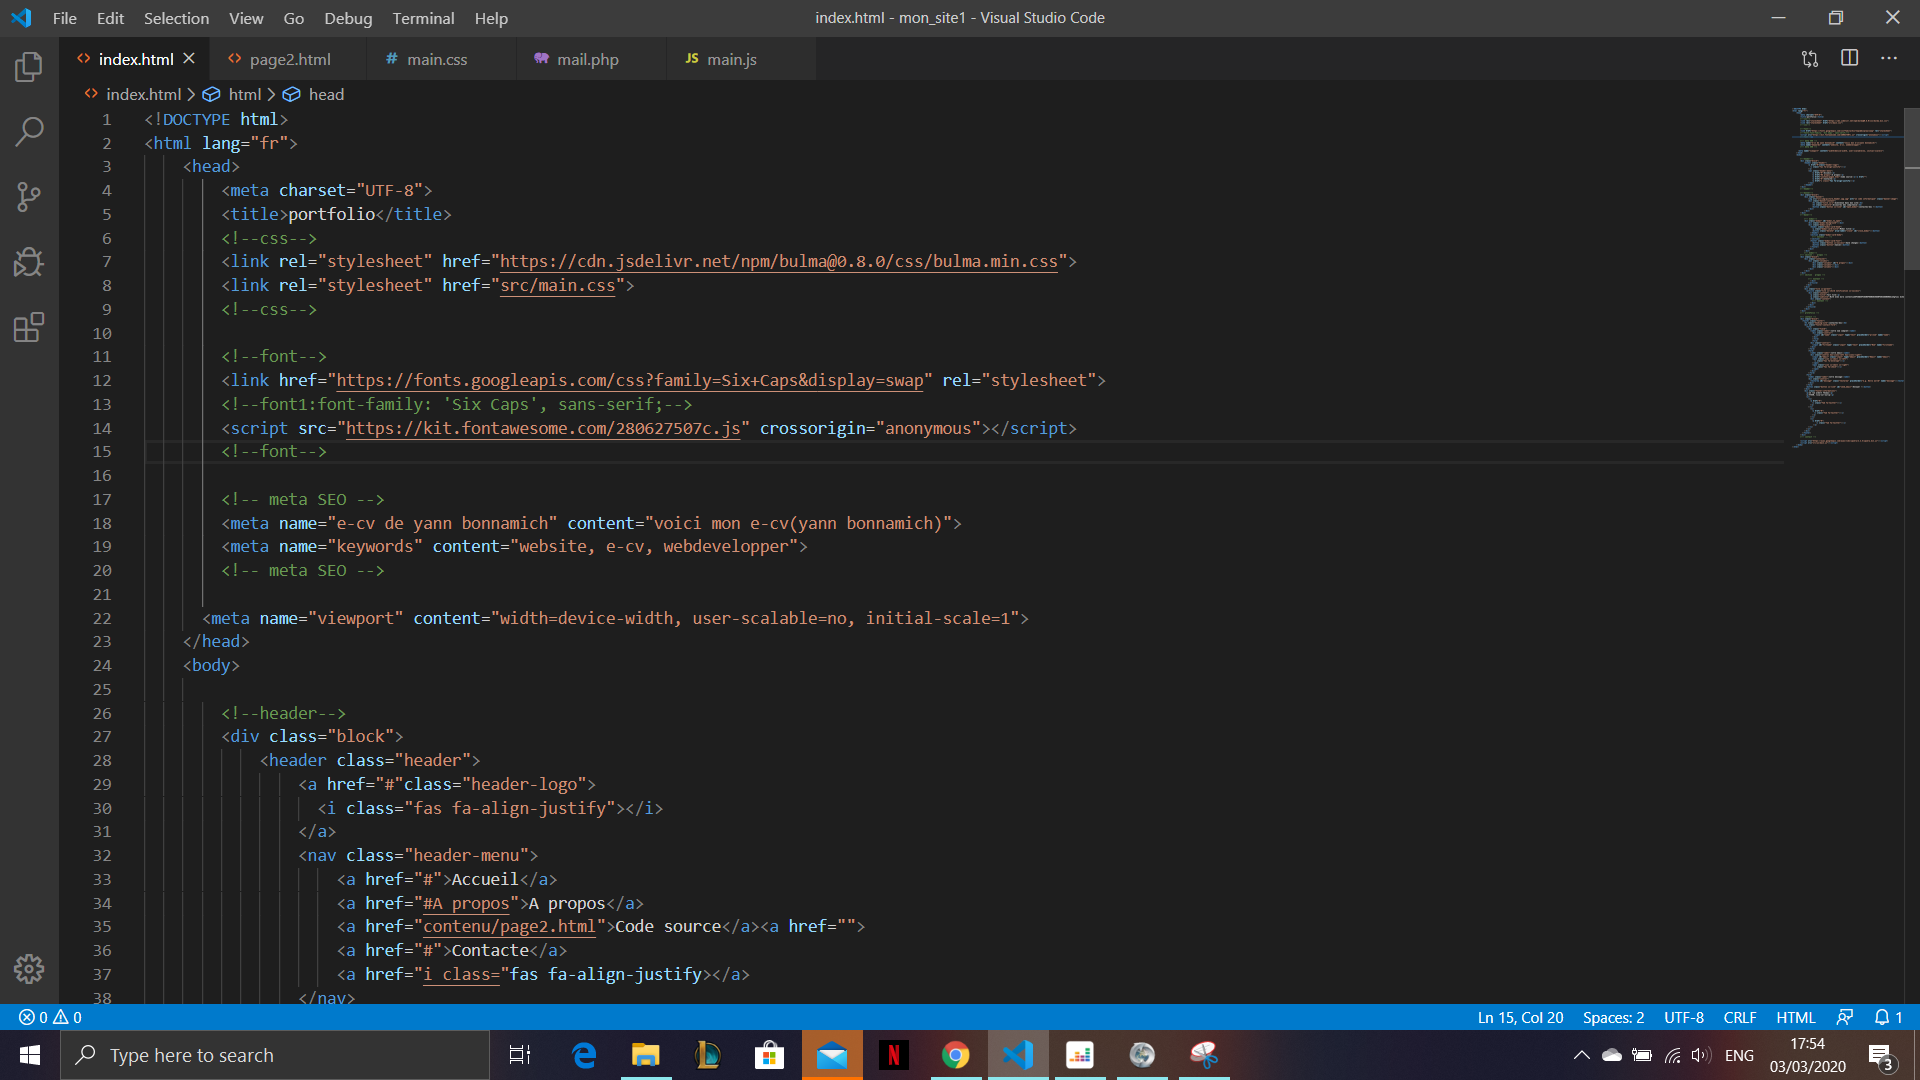 File Edit Selection View Go Debug Terminal Help
index.html - mon_site1 - Visual Studio Code
index.html page2.html main.css mail.php main.js
index.html > html > head
1 <!DOCTYPE html>
2 <html lang="fr">
3 <head>
4 <meta charset="UTF-8">
5 <title>portfolio</title>
6 <!--css-->
7 <link rel="stylesheet" href="https://cdn.jsdelivr.net/npm/bulma@0.8.0/css/bulma.min.css">
8 <link rel="stylesheet" href="src/main.css">
9 <!--css-->
10
11 <!--font-->
12 <link href="https://fonts.googleapis.com/css?family=Six+Caps&display=swap" rel="stylesheet">
13 <!--font1:font-family: 'Six Caps', sans-serif;-->
14 <script src="https://kit.fontawesome.com/280627507c.js" crossorigin="anonymous"></script>
15 <!--font-->
16
17 <!-- meta SEO -->
18 <meta name="e-cv de yann bonnamich" content="voici mon e-cv(yann bonnamich)">
19 <meta name="keywords" content="website, e-cv, webdevelopper">
20 <!-- meta SEO -->
21
22 <meta name="viewport" content="width=device-width, user-scalable=no, initial-scale=1">
23 </head>
24 <body>
25
26 <!--header-->
27 <div class="block">
28 <header class="header">
29 <a href="#"class="header-logo">
30 <i class="fas fa-align-justify"></i>
31 </a>
32 <nav class="header-menu">
33 <a href="#">Accueil</a>
34 <a href="#A propos">A propos</a>
35 <a href="contenu/page2.html">Code source</a><a href="">
36 <a href="#">Contacte</a>
37 <a href="i class="fas fa-align-justify></a>
38 </nav>
0 0 Ln 15, Col 20 Spaces: 2 UTF-8 CRLF HTML 1
Type here to search
ENG
17:54
03/03/2020
3